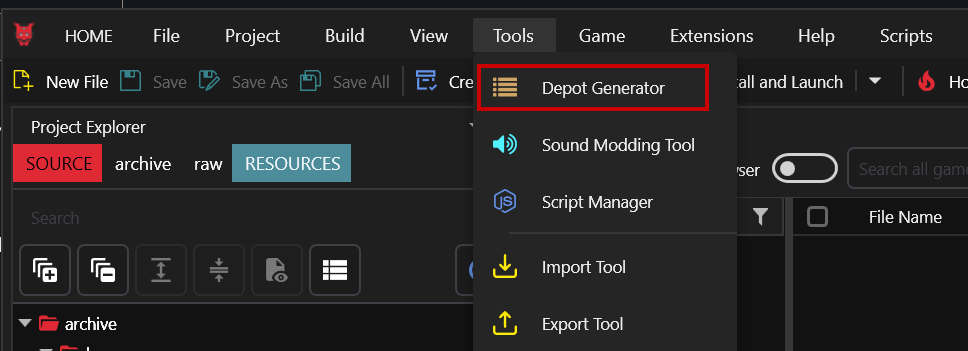 HOME File Project Build View Tools Game Extensions Help Scripts
New File Save Save As Save All Cre Depot Generator tall and Launch Ho
Project Explorer
SOURCE archive raw RESOURCES Sound Modding Tool wser Search all gam
Search Script Manager File Name
Import Tool
archive Export Tool